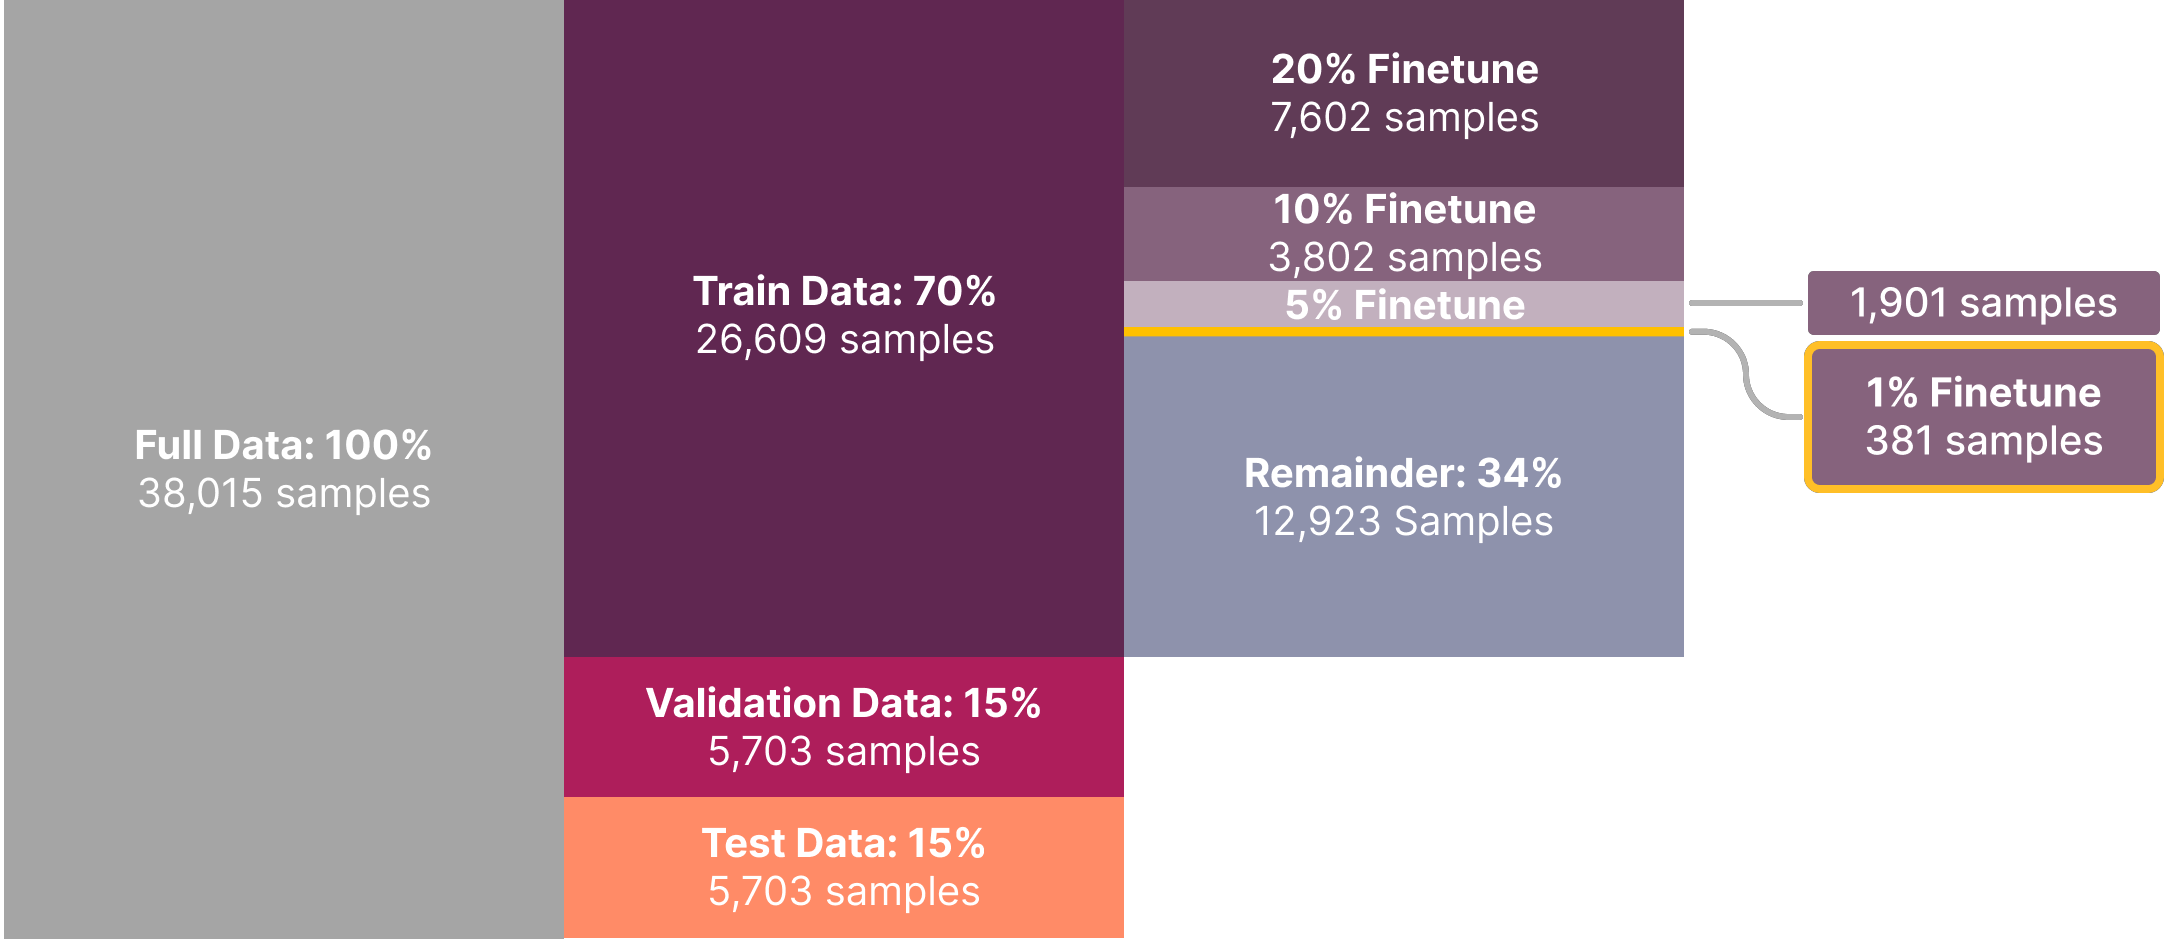 Full Data: 100%
38,015 samples
Train Data: 70%
26,609 samples
Validation Data: 15%
5,703 samples
Test Data: 15%
5,703 samples
20% Finetune
7,602 samples
10% Finetune
3,802 samples
5% Finetune
Remainder: 34%
12,923 Samples
1,901 samples
1% Finetune
381 samples